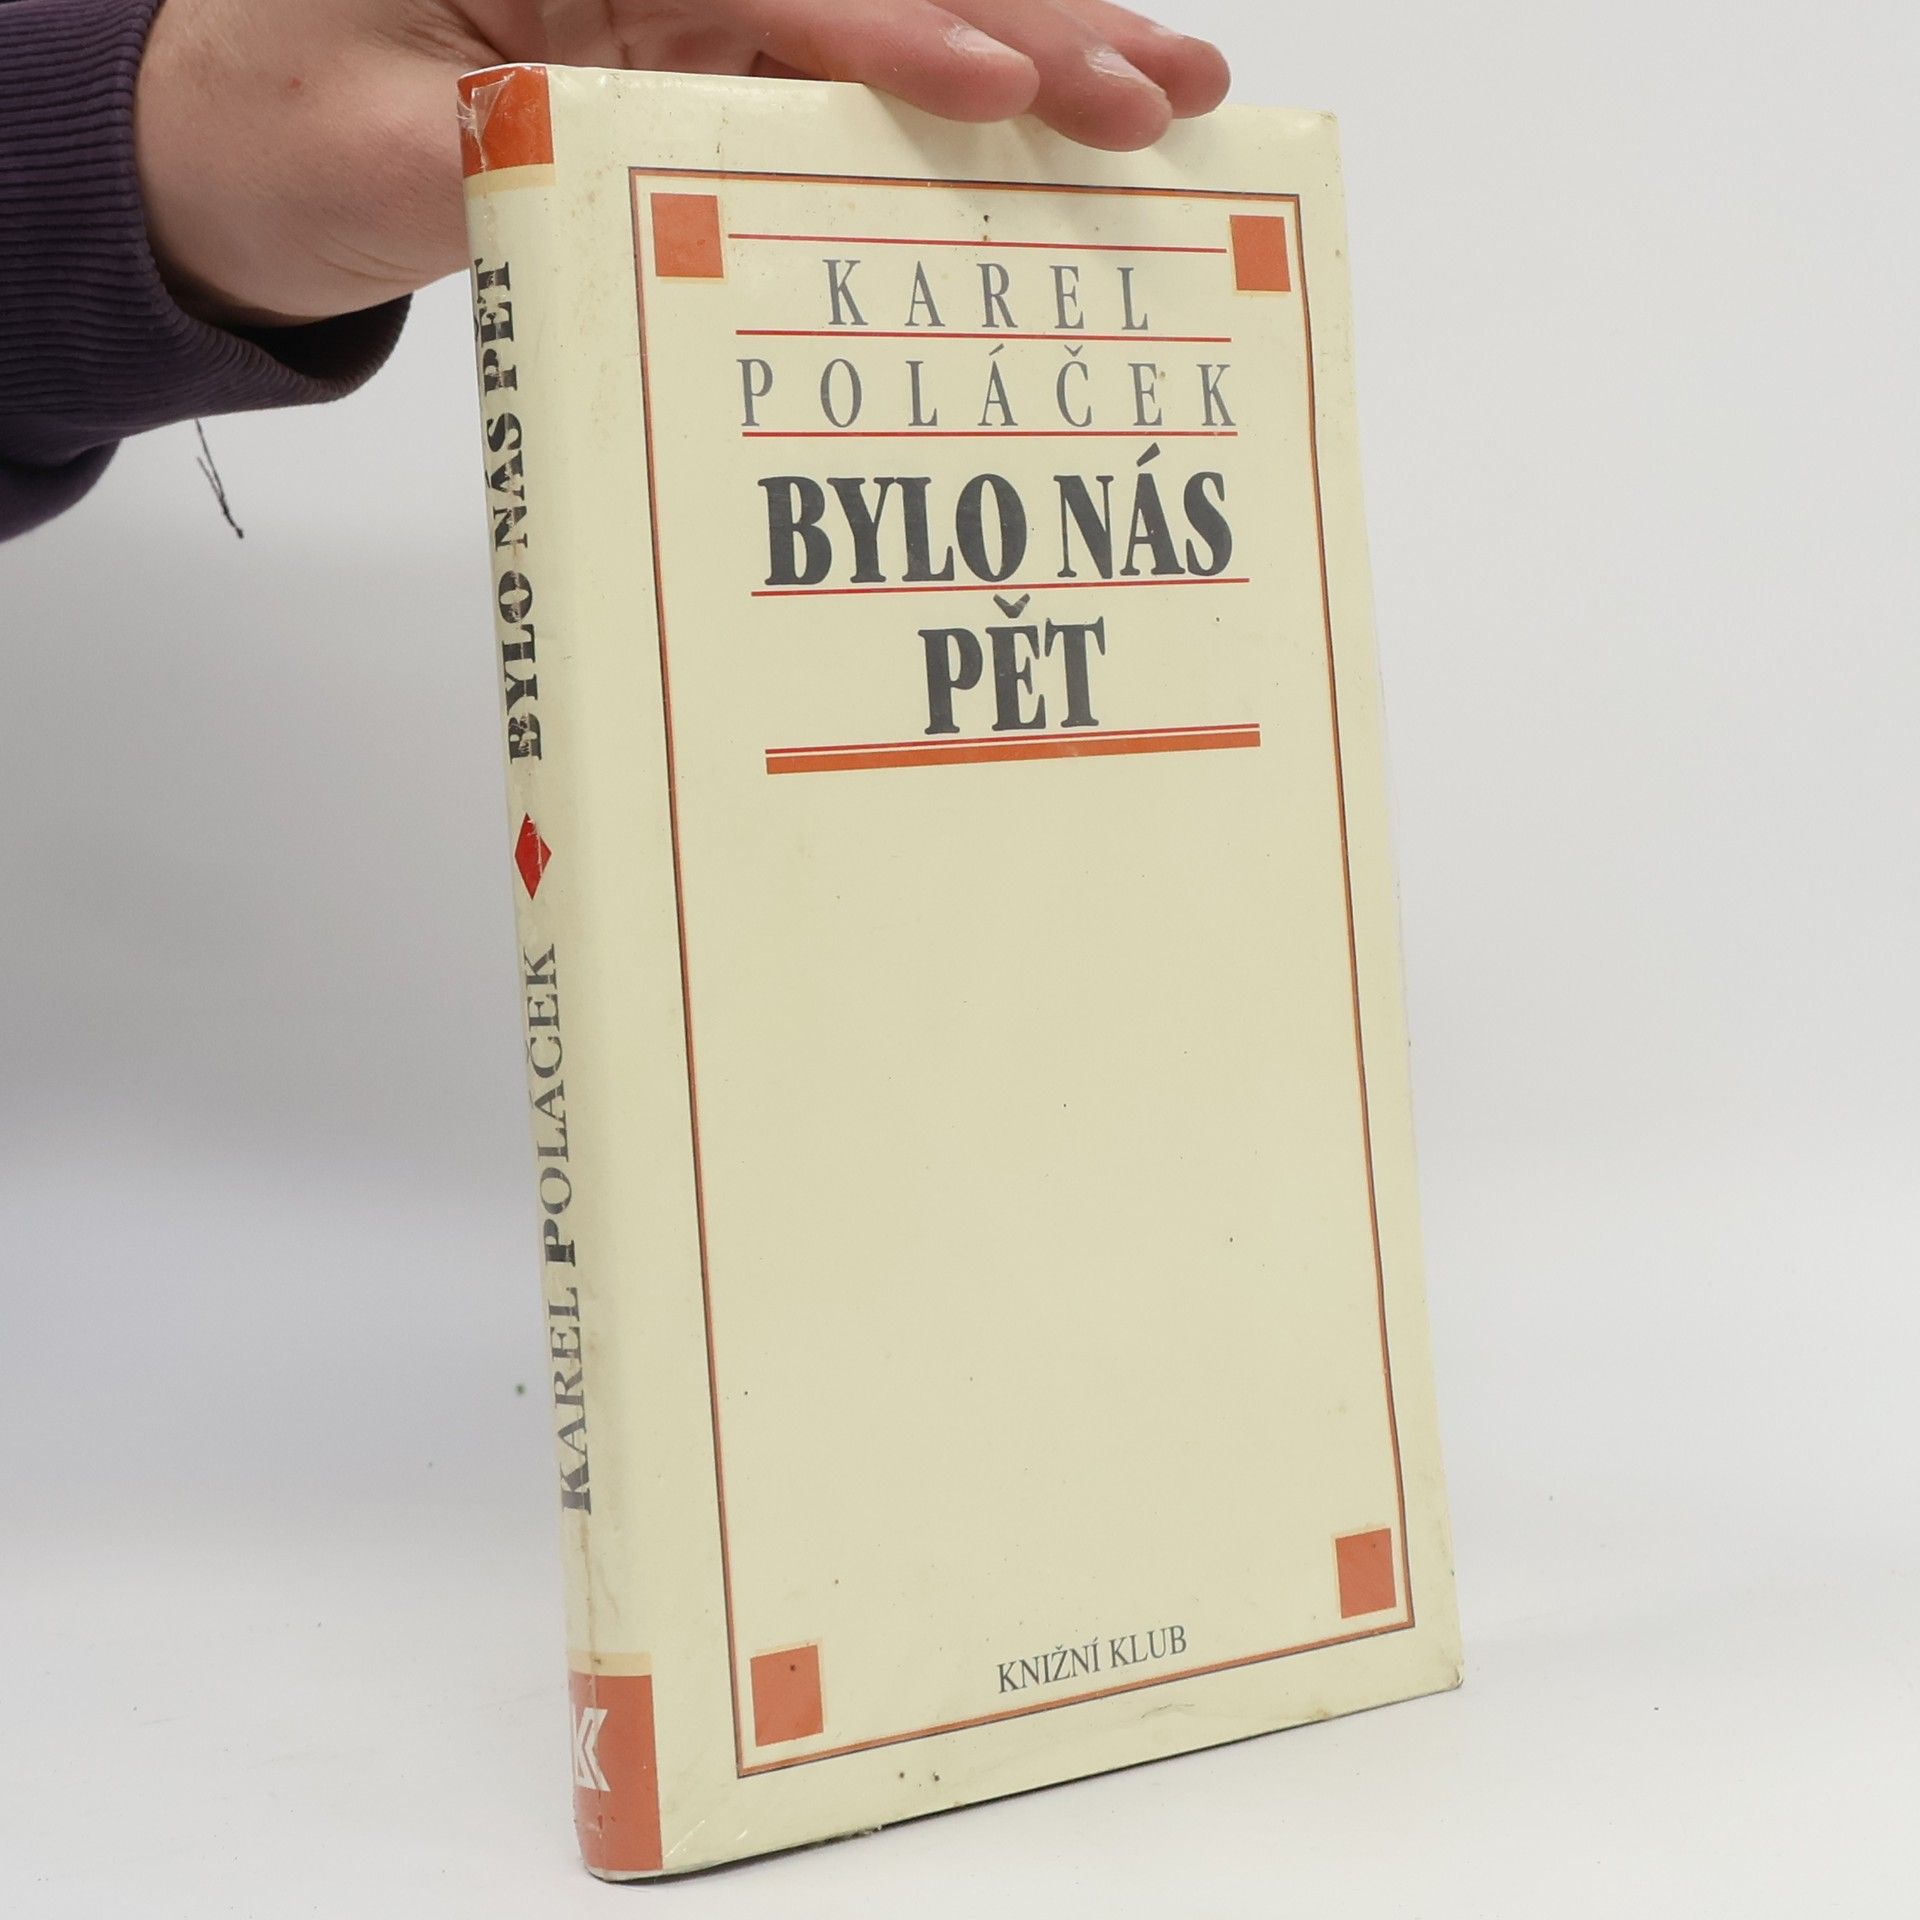 KAREL
POLÁČEK
BYLO NÁS
PĚT
KNIŽNÍ KLUB
KAREL POLÁČEK ♦ BYLO NÁS PĚT